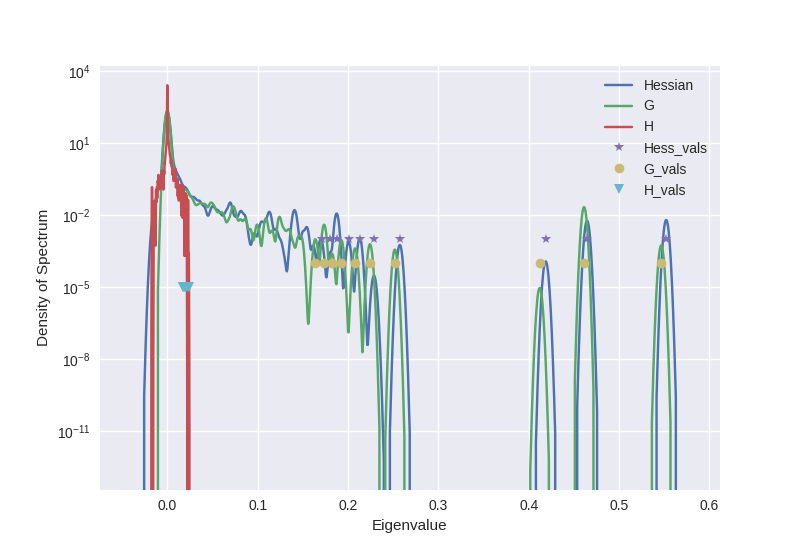 10^4
10^1
10^−2
10^−5
10^−8
10^−11
Density of Spectrum
Hessian
G
H
Hess_vals
G_vals
H_vals
0.0 0.1 0.2 0.3 0.4 0.5 0.6
Eigenvalue